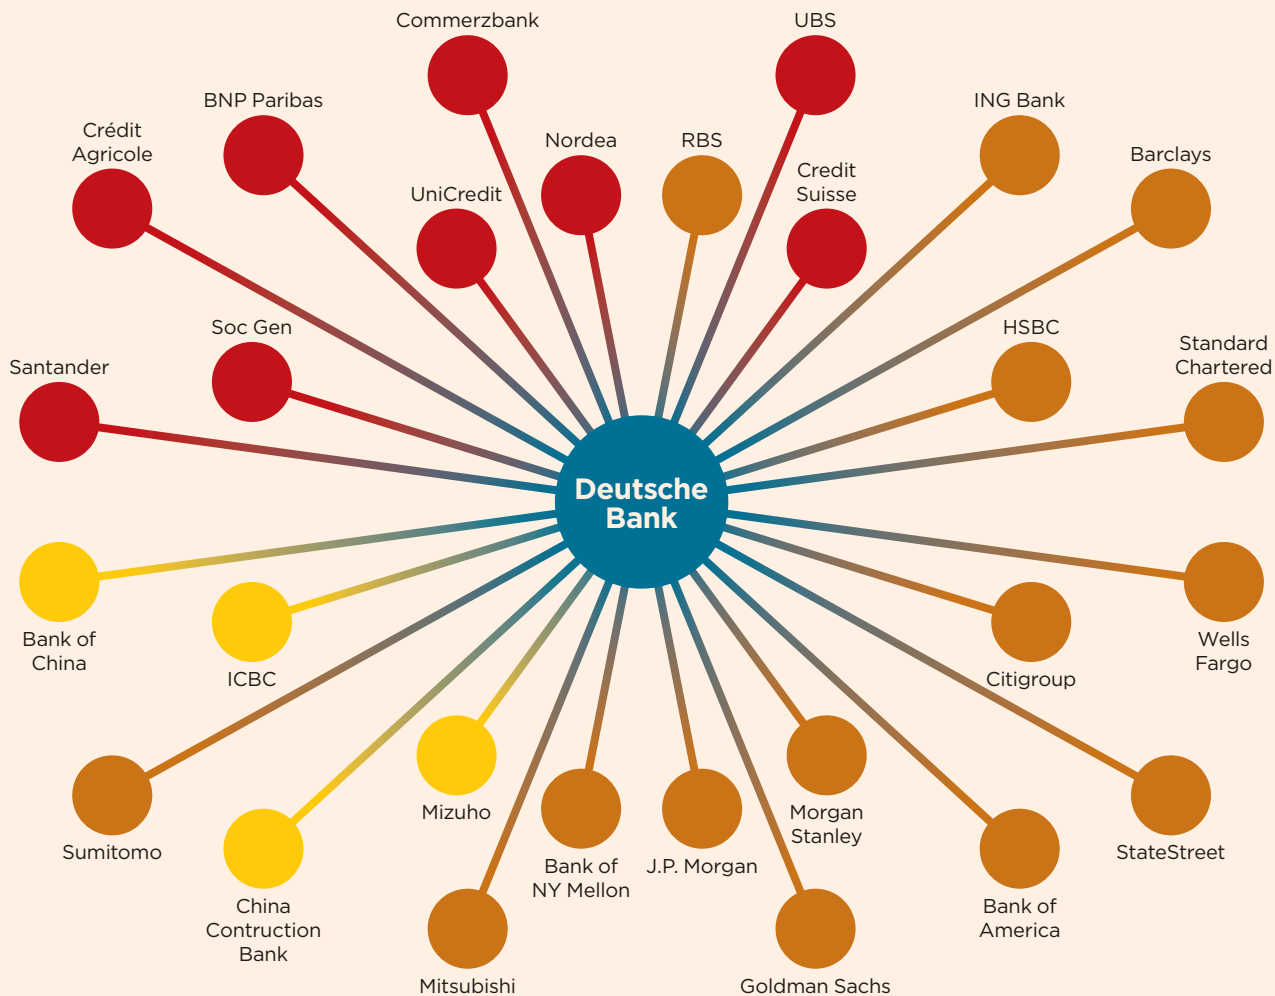 Commerzbank
UBS
BNP Paribas
ING Bank
Crédit
Agricole
Nordea
RBS
Barclays
UniCredit
Credit
Suisse
Soc Gen
HSBC
Santander
Standard
Chartered
Deutsche
Bank
Bank of
China
ICBC
Citigroup
Wells
Fargo
Sumitomo
Mizuho
Morgan
Stanley
StateStreet
Bank of
NY Mellon
J.P. Morgan
China
Contruction
Bank
Bank of
America
Mitsubishi
Goldman Sachs